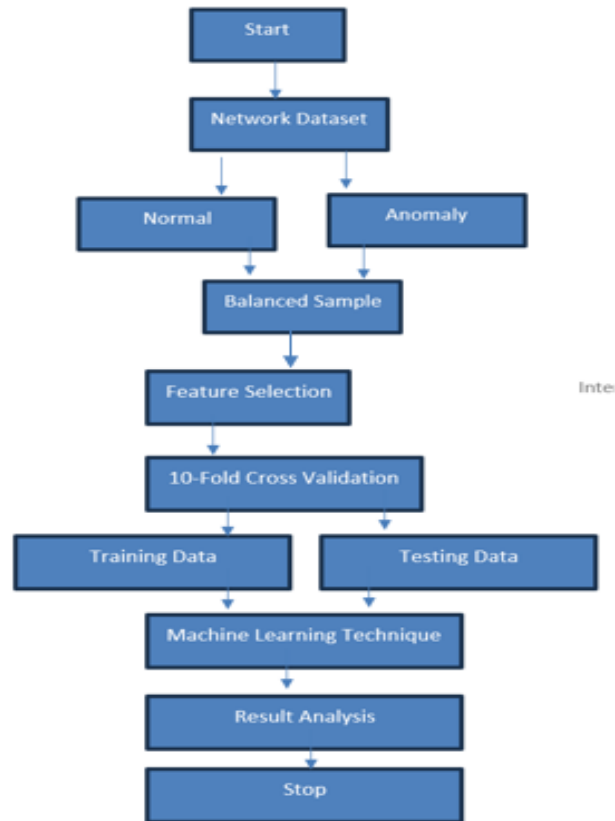 Start
Network Dataset
Normal
Anomaly
Balanced Sample
Feature Selection
10-Fold Cross Validation
Training Data
Testing Data
Machine Learning Technique
Result Analysis
Stop